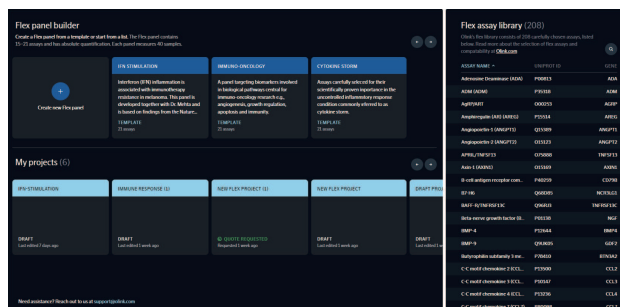 Flex panel builder
Create a Flex panel from a template or start from a list. The Flex panel contains
15-21 assays and has absolute quantification. Each panel measures 40 samples.
Create new Flex panel
IFN STIMULATION
Interferon (IFN) inflammation is
associated with immunotherapy
resistance in melanoma. This panel is
developed together with Dr. Mehta and
is based on findings from the Nature...
TEMPLATE
21 assays
IMMUNO-ONCOLOGY
A panel targeting biomarkers involved
in biological pathways central for
immuno-oncology research e.g.,
angiogenesis, growth regulation,
apoptosis and immunity.
TEMPLATE
21 assays
CYTOKINE STORM
Assays carefully selected for their
scientifically proven importance in the
uncontrolled inflammatory response
condition commonly referred to as
cytokine storm.
TEMPLATE
21 assays
My projects (6)
IFN-STIMULATION
DRAFT
Last edited 7 days ago
IMMUNE RESPONSE (1)
DRAFT
Last edited 1 week ago
NEW FLEX PROJECT (1)
QUOTE REQUESTED
Requested 1 week ago
NEW FLEX PROJECT
DRAFT
Last edited 1 week ago
DRAFT PROJ
DRAFT
Last edited
Need assistance? Reach out to us at support@olink.com
Flex assay library (208)
Olink's Flex library consists of 208 carefully chosen assays, listed
below. Read more about the selection of Flex assays and
compatability at Olink.com
ASSAY NAME UNIPROT ID GENE
Adenosine Deaminase (ADA) P00813 ADA
ADM (ADM) P35318 ADM
AgRP/ART O00253 AGRP
Amphiregulin (AR) (AREG) P15514 AREG
Angiopoietin-1 (ANGPT1) Q15389 ANGPT1
Angiopoietin-2 (ANGPT2) O15123 ANGPT2
APRIL/TNFSF13 O75888 TNFSF13
Axin-1 (AXIN1) O15169 AXIN1
B-cell antigen receptor com... P40259 CD79B
B7-H6 Q68D85 NCR3LG1
BAFF-R/TNFRSF13C Q96RJ3 TNFRSF13C
Beta-nerve growth factor (B... P01138 NGF
BMP-4 P12644 BMP4
BMP-9 Q9UK05 GDF2
Butyrophilin subfamily 3 me... P78410 BTN3A2
C-C motif chemokine 2 (CCL... P13500 CCL2
C-C motif chemokine 3 (CCL... P10147 CCL3
C-C motif chemokine 4 (CCL... P13236 CCL4